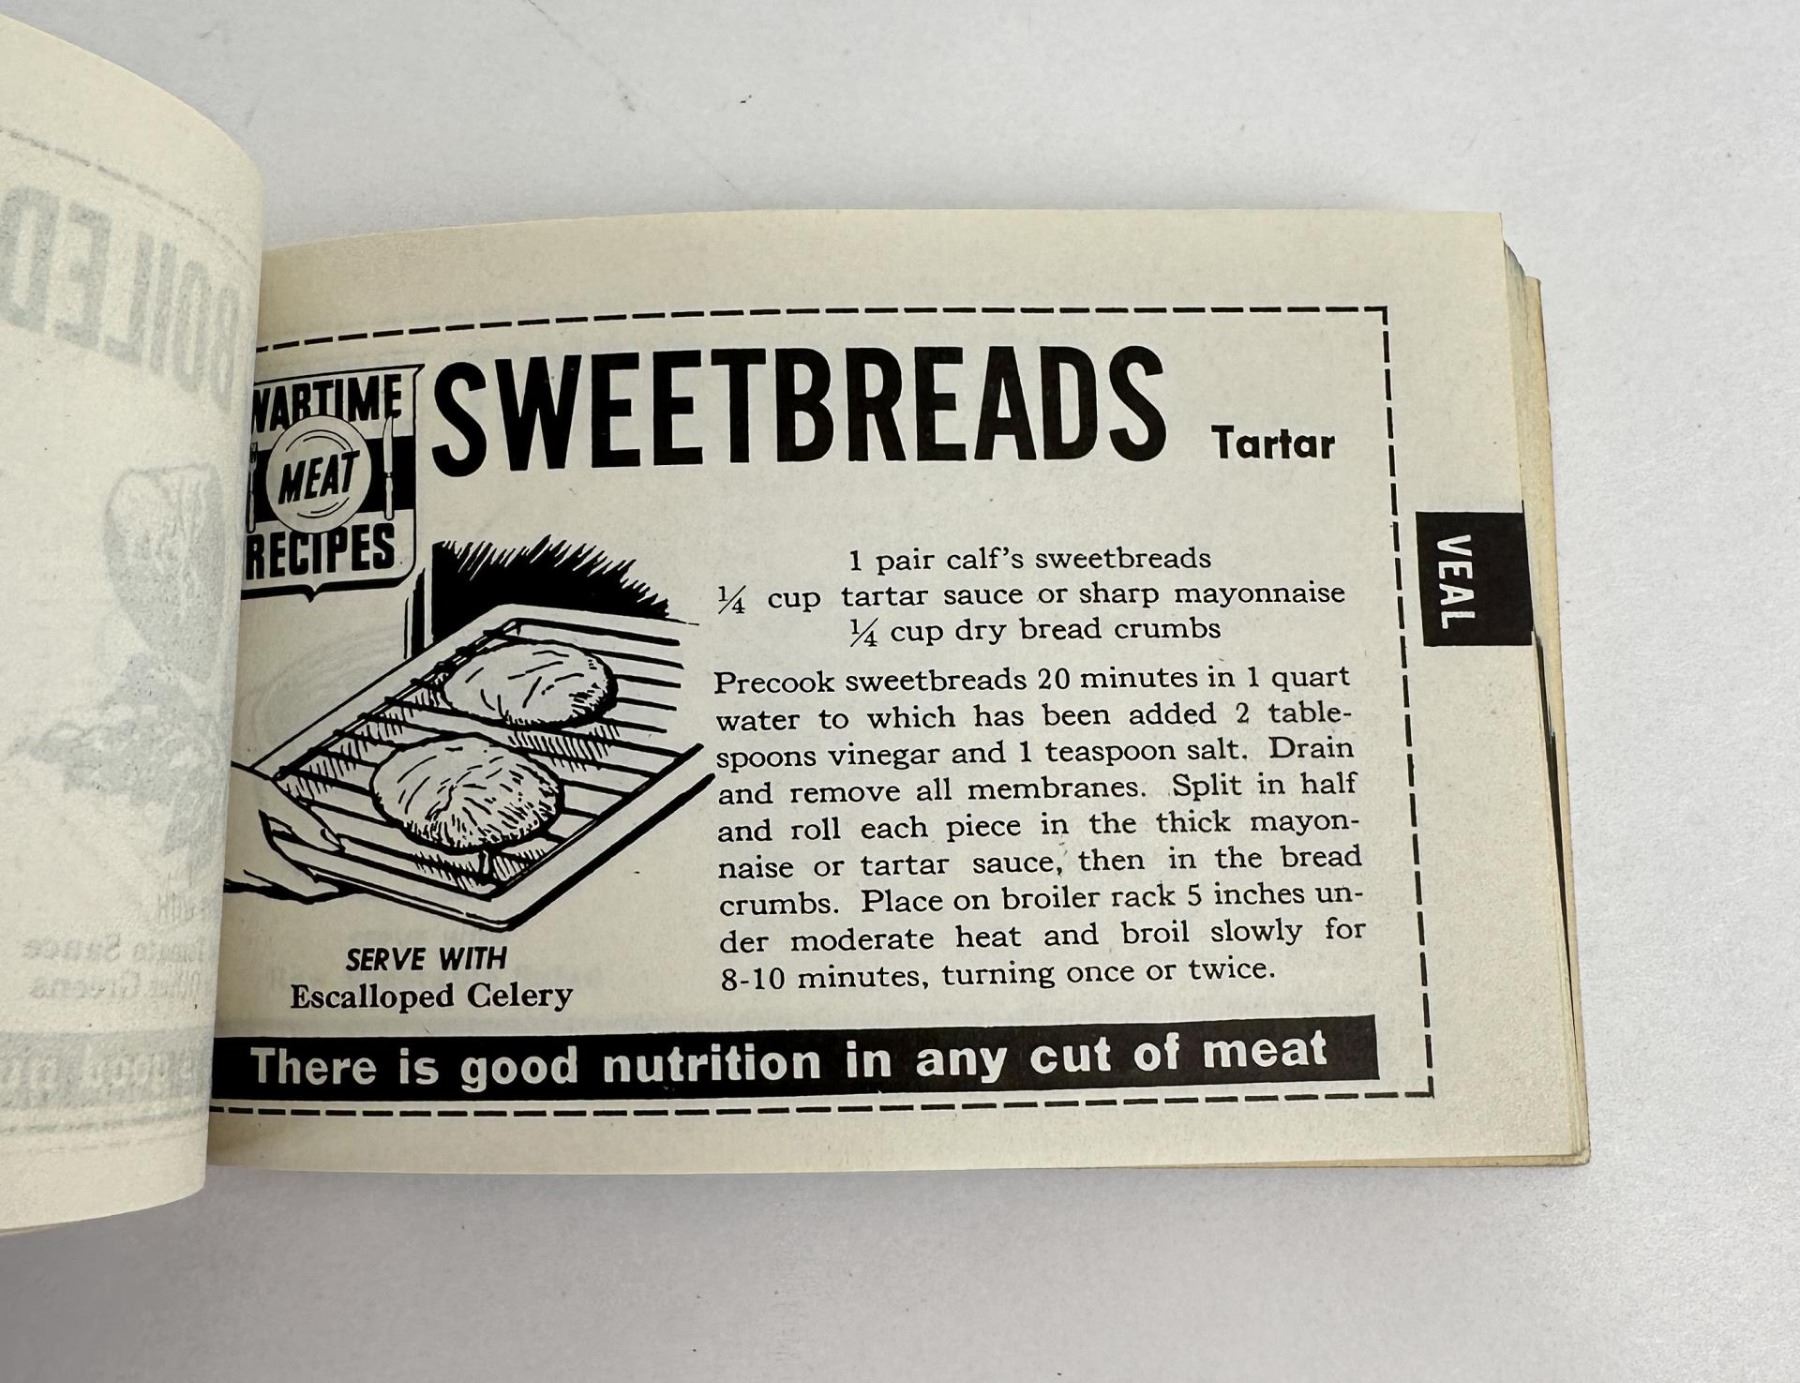 WARTIME
MEAT
RECIPES
SWEETBREADS
Tartar
1 pair calf's sweetbreads
¼ cup tartar sauce or sharp mayonnaise
¼ cup dry bread crumbs
Precook sweetbreads 20 minutes in 1 quart
water to which has been added 2 table-
spoons vinegar and 1 teaspoon salt. Drain
and remove all membranes. Split in half
and roll each piece in the thick mayon-
naise or tartar sauce, then in the bread
crumbs. Place on broiler rack 5 inches un-
der moderate heat and broil slowly for
8-10 minutes, turning once or twice.
SERVE WITH
Escalloped Celery
There is good nutrition in any cut of meat
VEAL
BOILED
Sauce
Greens